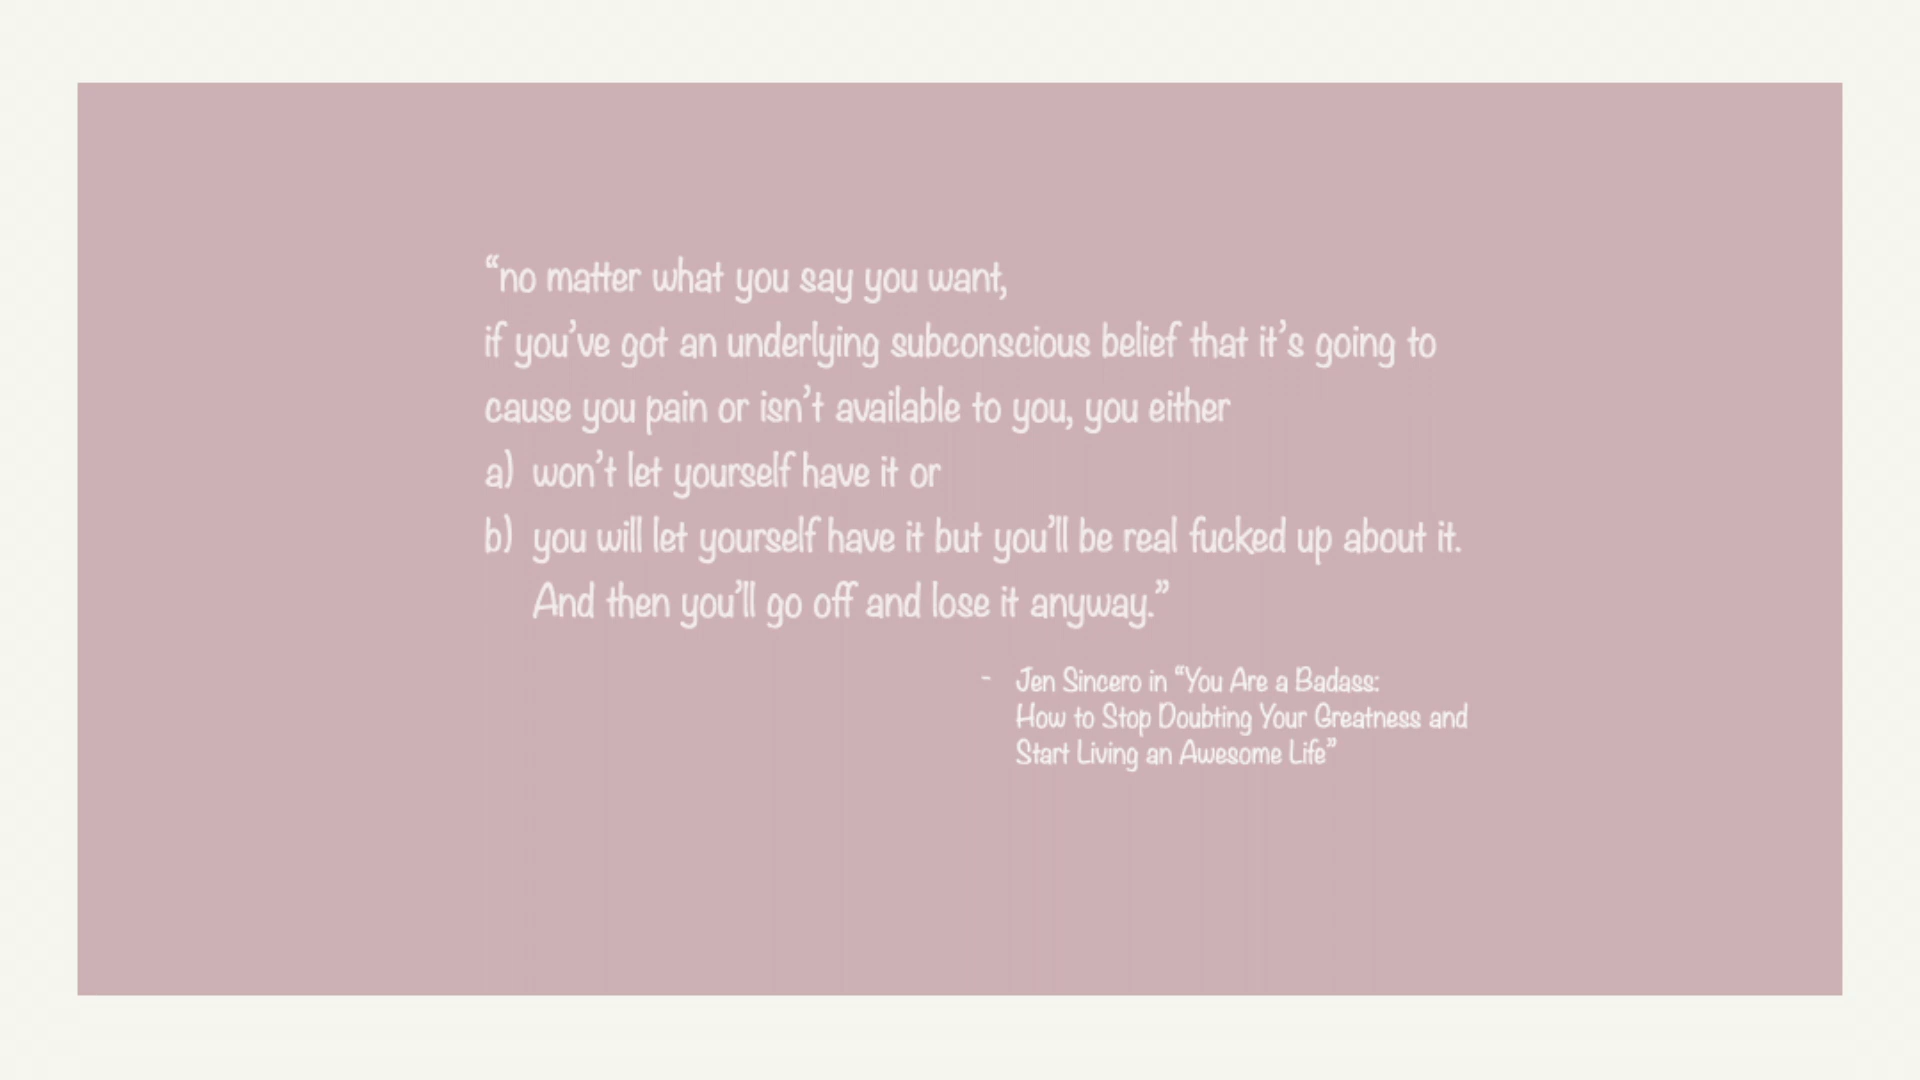 “no matter what you say you want,
if you’ve got an underlying subconscious belief that it’s going to
cause you pain or isn’t available to you, you either
a) won’t let yourself have it or
b) you will let yourself have it but you’ll be real fucked up about it.
And then you’ll go off and lose it anyway.”
- Jen Sincero in “You Are a Badass:
How to Stop Doubting Your Greatness and
Start Living an Awesome Life”